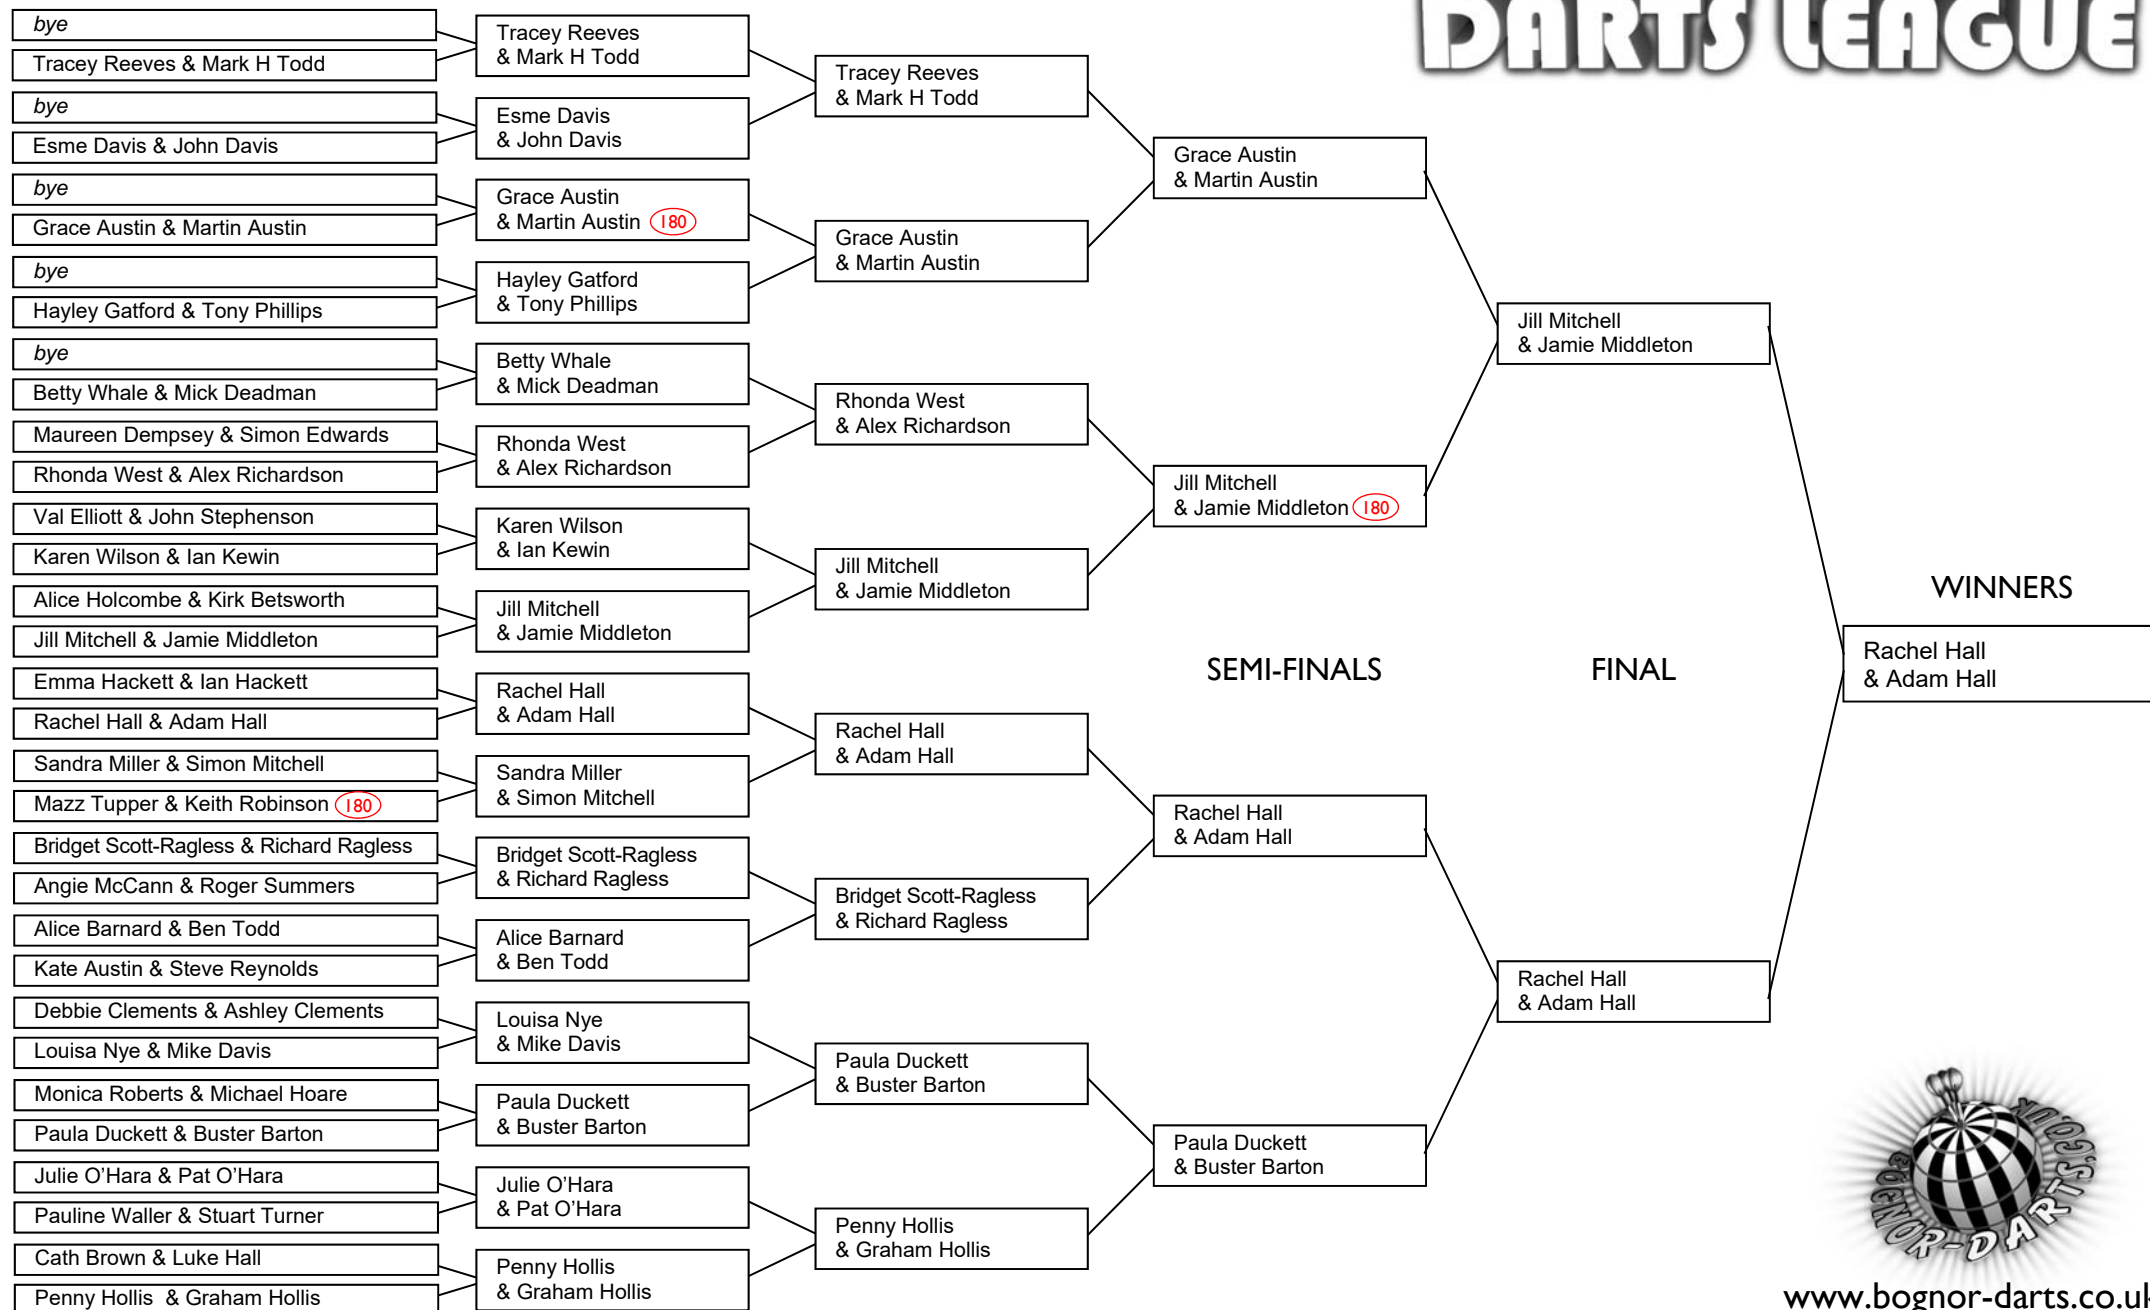 DARTS LEAGUE
bye
Tracey Reeves & Mark H Todd
bye
Esme Davis & John Davis
bye
Grace Austin & Martin Austin
bye
Hayley Gatford & Tony Phillips
bye
Betty Whale & Mick Deadman
Maureen Dempsey & Simon Edwards
Rhonda West & Alex Richardson
Val Elliott & John Stephenson
Karen Wilson & Ian Kewin
Alice Holcombe & Kirk Betsworth
Jill Mitchell & Jamie Middleton
Emma Hackett & Ian Hackett
Rachel Hall & Adam Hall
Sandra Miller & Simon Mitchell
Mazz Tupper & Keith Robinson 180
Bridget Scott-Ragless & Richard Ragless
Angie McCann & Roger Summers
Alice Barnard & Ben Todd
Kate Austin & Steve Reynolds
Debbie Clements & Ashley Clements
Louisa Nye & Mike Davis
Monica Roberts & Michael Hoare
Paula Duckett & Buster Barton
Julie O’Hara & Pat O’Hara
Pauline Waller & Stuart Turner
Cath Brown & Luke Hall
Penny Hollis & Graham Hollis
Tracey Reeves
& Mark H Todd
Esme Davis
& John Davis
Grace Austin
& Martin Austin 180
Hayley Gatford
& Tony Phillips
Betty Whale
& Mick Deadman
Rhonda West
& Alex Richardson
Karen Wilson
& Ian Kewin
Jill Mitchell
& Jamie Middleton
Rachel Hall
& Adam Hall
Sandra Miller
& Simon Mitchell
Bridget Scott-Ragless
& Richard Ragless
Alice Barnard
& Ben Todd
Louisa Nye
& Mike Davis
Paula Duckett
& Buster Barton
Julie O’Hara
& Pat O’Hara
Penny Hollis
& Graham Hollis
Tracey Reeves
& Mark H Todd
Grace Austin
& Martin Austin
Rhonda West
& Alex Richardson
Jill Mitchell
& Jamie Middleton
Rachel Hall
& Adam Hall
Bridget Scott-Ragless
& Richard Ragless
Paula Duckett
& Buster Barton
Penny Hollis
& Graham Hollis
Grace Austin
& Martin Austin
Jill Mitchell
& Jamie Middleton 180
SEMI-FINALS
Rachel Hall
& Adam Hall
Paula Duckett
& Buster Barton
Jill Mitchell
& Jamie Middleton
FINAL
Rachel Hall
& Adam Hall
WINNERS
Rachel Hall
& Adam Hall
BOGNOR-DARTS.CO.UK
www.bognor-darts.co.uk